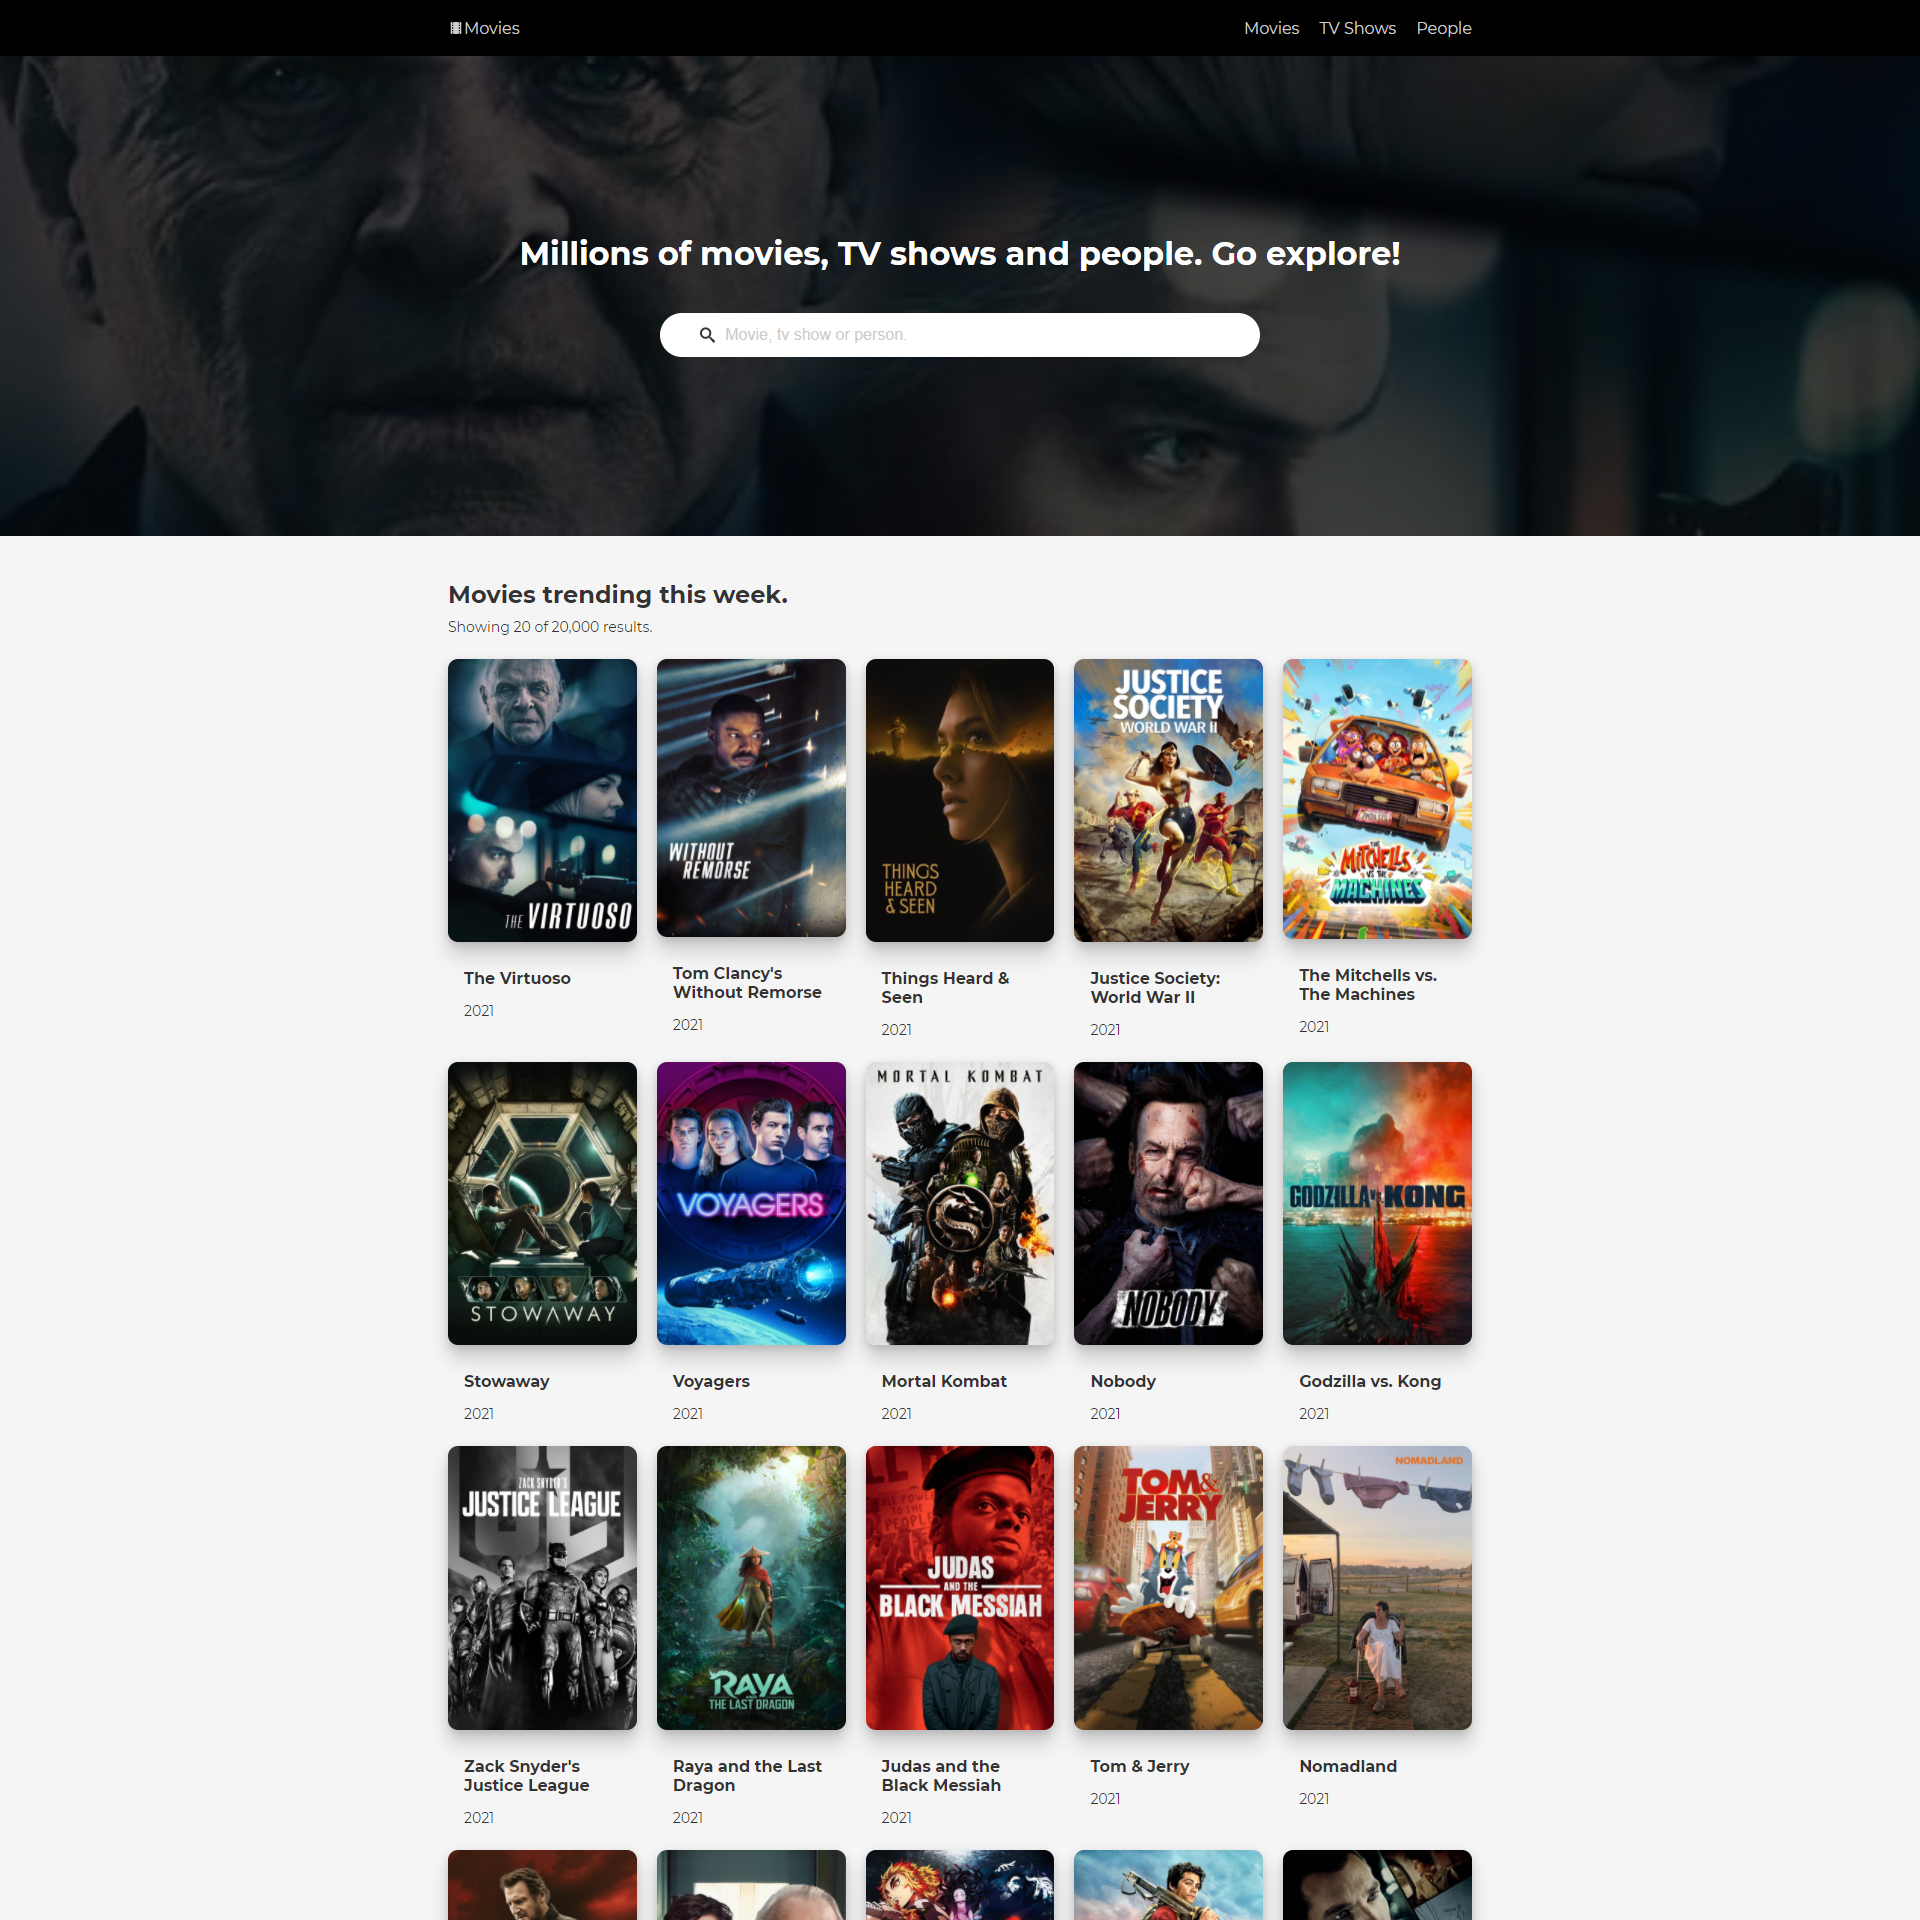 Movies
Movies TV Shows People
Millions of movies, TV shows and people. Go explore!
Movie, tv show or person.
Movies trending this week.
Showing 20 of 20,000 results.
THE VIRTUOSO
WITHOUT
REMORSE
THINGS
HEARD
& SEEN
JUSTICE
SOCIETY
WORLD WAR II
THE
MITCHELLS
VS THE
MACHINES
The Virtuoso
2021
Tom Clancy's
Without Remorse
2021
Things Heard &
Seen
2021
Justice Society:
World War II
2021
The Mitchells vs.
The Machines
2021
STOWAWAY
VOYAGERS
MORTAL KOMBAT
NOBODY
GODZILLA VS KONG
Stowaway
2021
Voyagers
2021
Mortal Kombat
2021
Nobody
2021
Godzilla vs. Kong
2021
ZACK SNYDER'S
JUSTICE LEAGUE
RAYA
AND
THE LAST DRAGON
ALL POWER
TO THE
PEOPLE
JUDAS
AND THE
BLACK MESSIAH
TOM &
JERRY
NOMADLAND
Zack Snyder's
Justice League
2021
Raya and the Last
Dragon
2021
Judas and the
Black Messiah
2021
Tom & Jerry
2021
Nomadland
2021